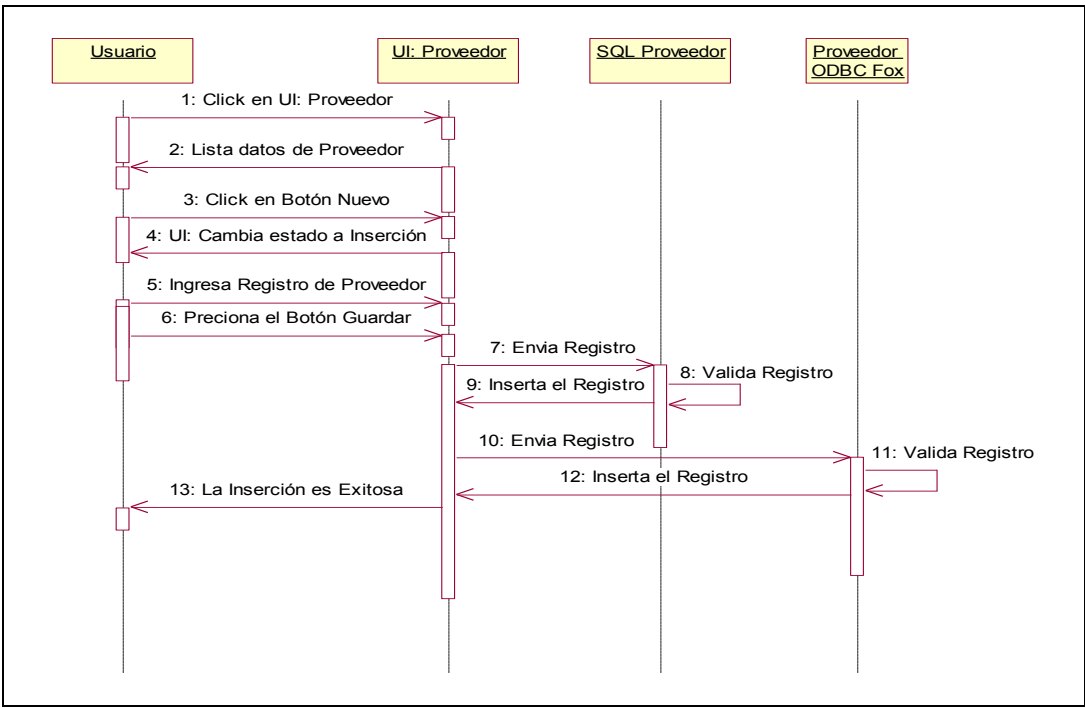 Usuario
UI: Proveedor
SQL Proveedor
Proveedor
ODBC Fox
1: Click en UI: Proveedor
2: Lista datos de Proveedor
3: Click en Botón Nuevo
4: UI: Cambia estado a Inserción
5: Ingresa Registro de Proveedor
6: Preciona el Botón Guardar
7: Envia Registro
8: Valida Registro
9: Inserta el Registro
10: Envia Registro
11: Valida Registro
12: Inserta el Registro
13: La Inserción es Exitosa